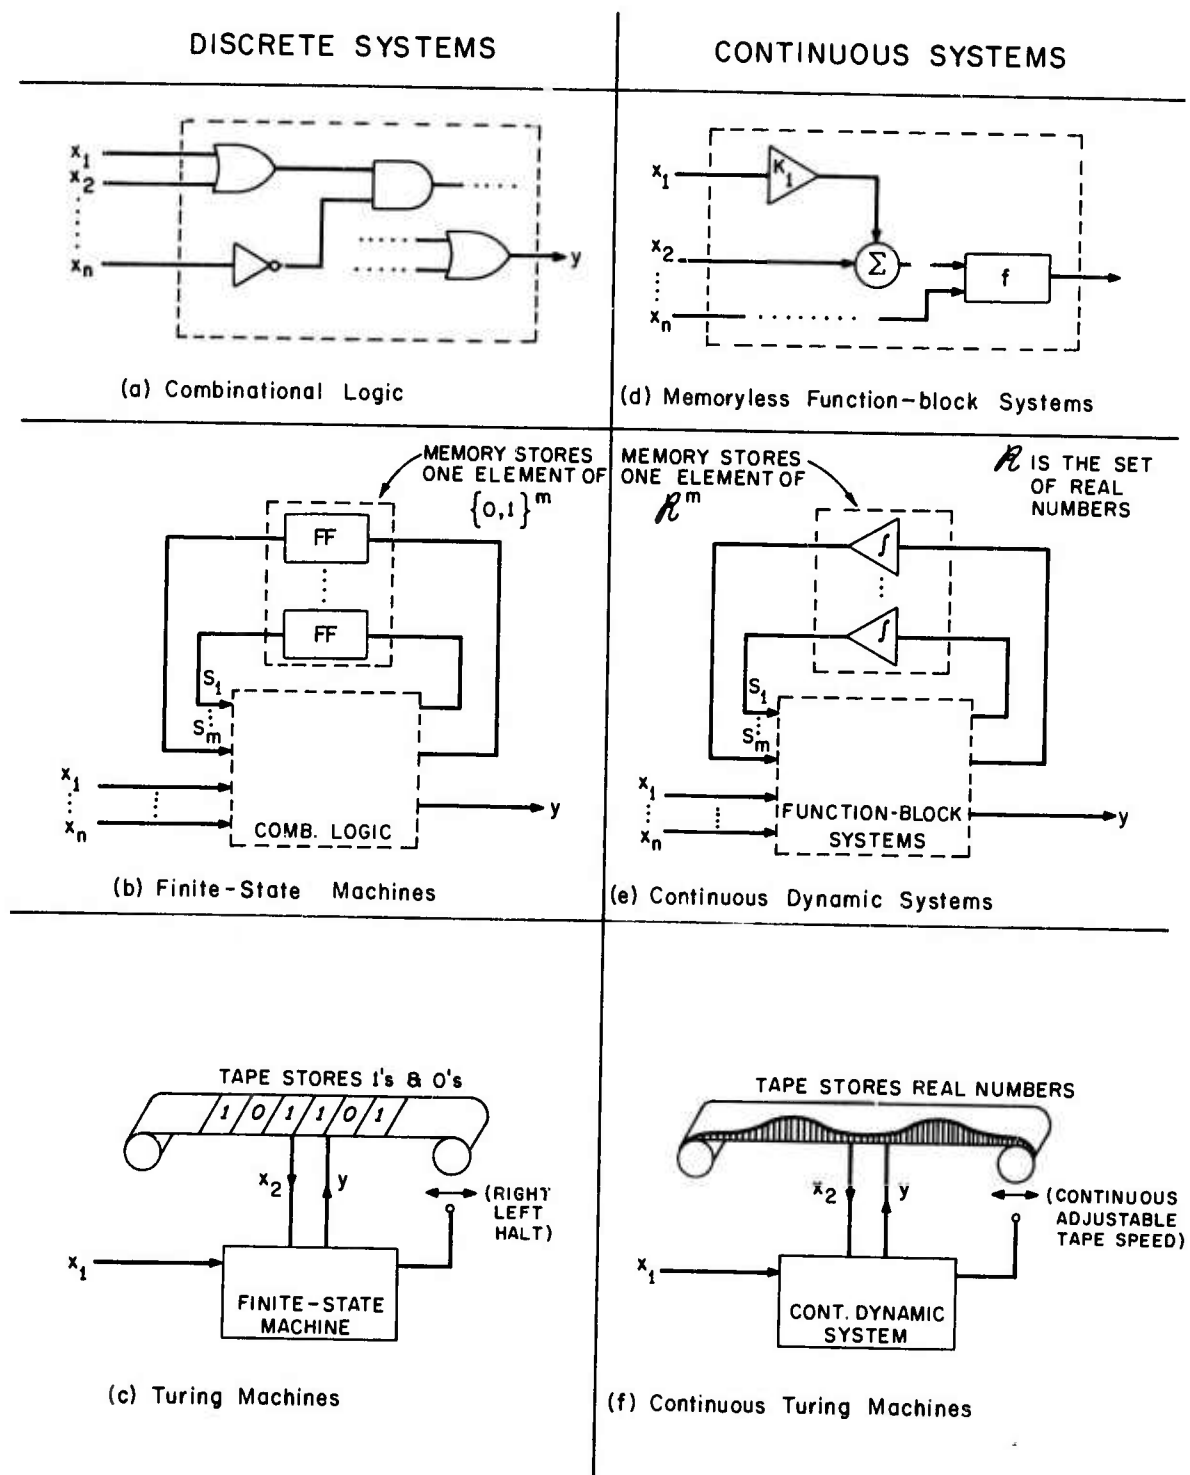 DISCRETE SYSTEMS
CONTINUOUS SYSTEMS
x1
x2
xn
y
(a) Combinational Logic
x1
K1
x2
Σ
f
xn
(d) Memoryless Function-block Systems
MEMORY STORES
ONE ELEMENT OF
{0,1}^m
FF
FF
S1
Sm
x1
xn
COMB. LOGIC
y
(b) Finite-State Machines
MEMORY STORES
ONE ELEMENT OF
R^m
R IS THE SET
OF REAL
NUMBERS
∫
∫
S1
Sm
x1
xn
FUNCTION-BLOCK
SYSTEMS
y
(e) Continuous Dynamic Systems
TAPE STORES 1's & 0's
1 0 1 1 0 1
x2
y
(RIGHT
LEFT
HALT)
x1
FINITE-STATE
MACHINE
(c) Turing Machines
TAPE STORES REAL NUMBERS
x2
y
(CONTINUOUS
ADJUSTABLE
TAPE SPEED)
x1
CONT. DYNAMIC
SYSTEM
(f) Continuous Turing Machines